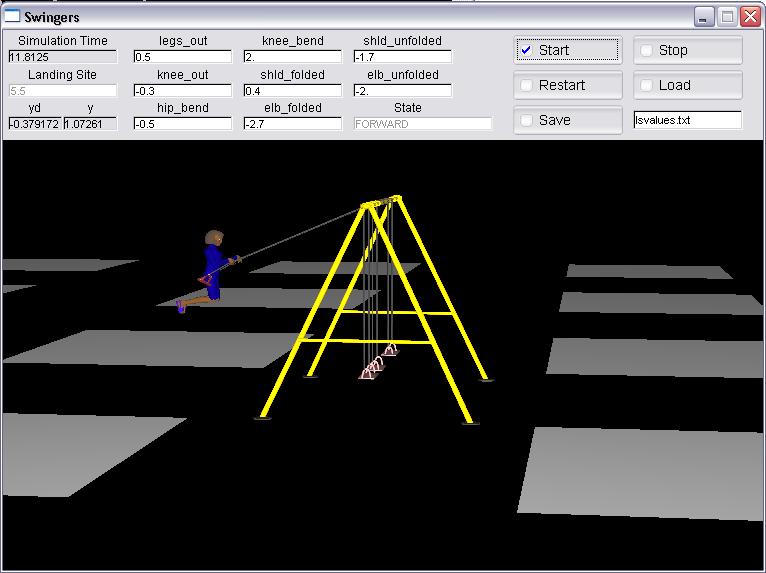 Swingers
Simulation Time legs_out knee_bend shld_unfolded
11.8125 0.5 2. -1.7
Start Stop
Landing Site knee_out shld_folded elb_unfolded
5.5 -0.3 0.4 -2.
Restart Load
yd y hip_bend elb_folded State
-0.379172 1.07261 -0.5 -2.7 FORWARD
Save lsvalues.txt